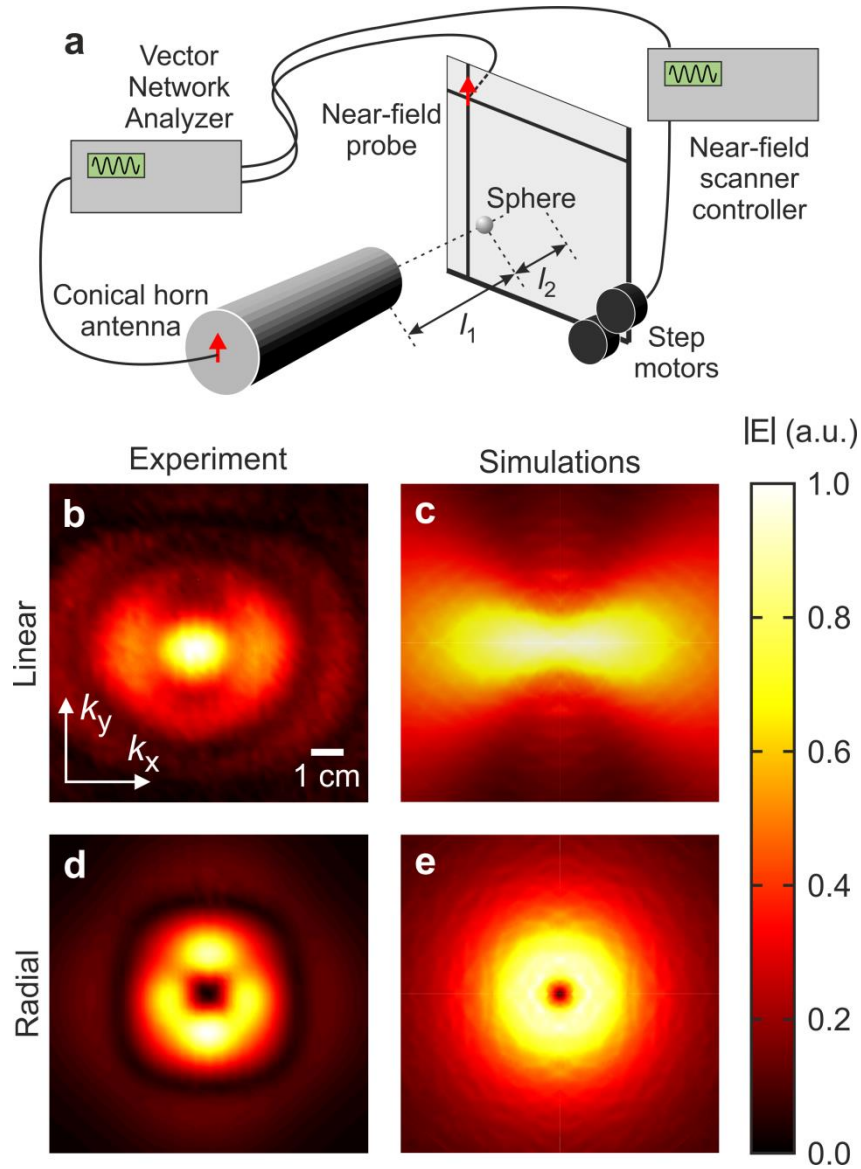 a
Vector
Network
Analyzer
Near-field
probe
Near-field
scanner
controller
Sphere
Conical horn
antenna
l1
l2
Step
motors
|E| (a.u.)
Experiment
Simulations
b
c
Linear
ky
kx
1 cm
d
e
Radial
1.0
0.8
0.6
0.4
0.2
0.0